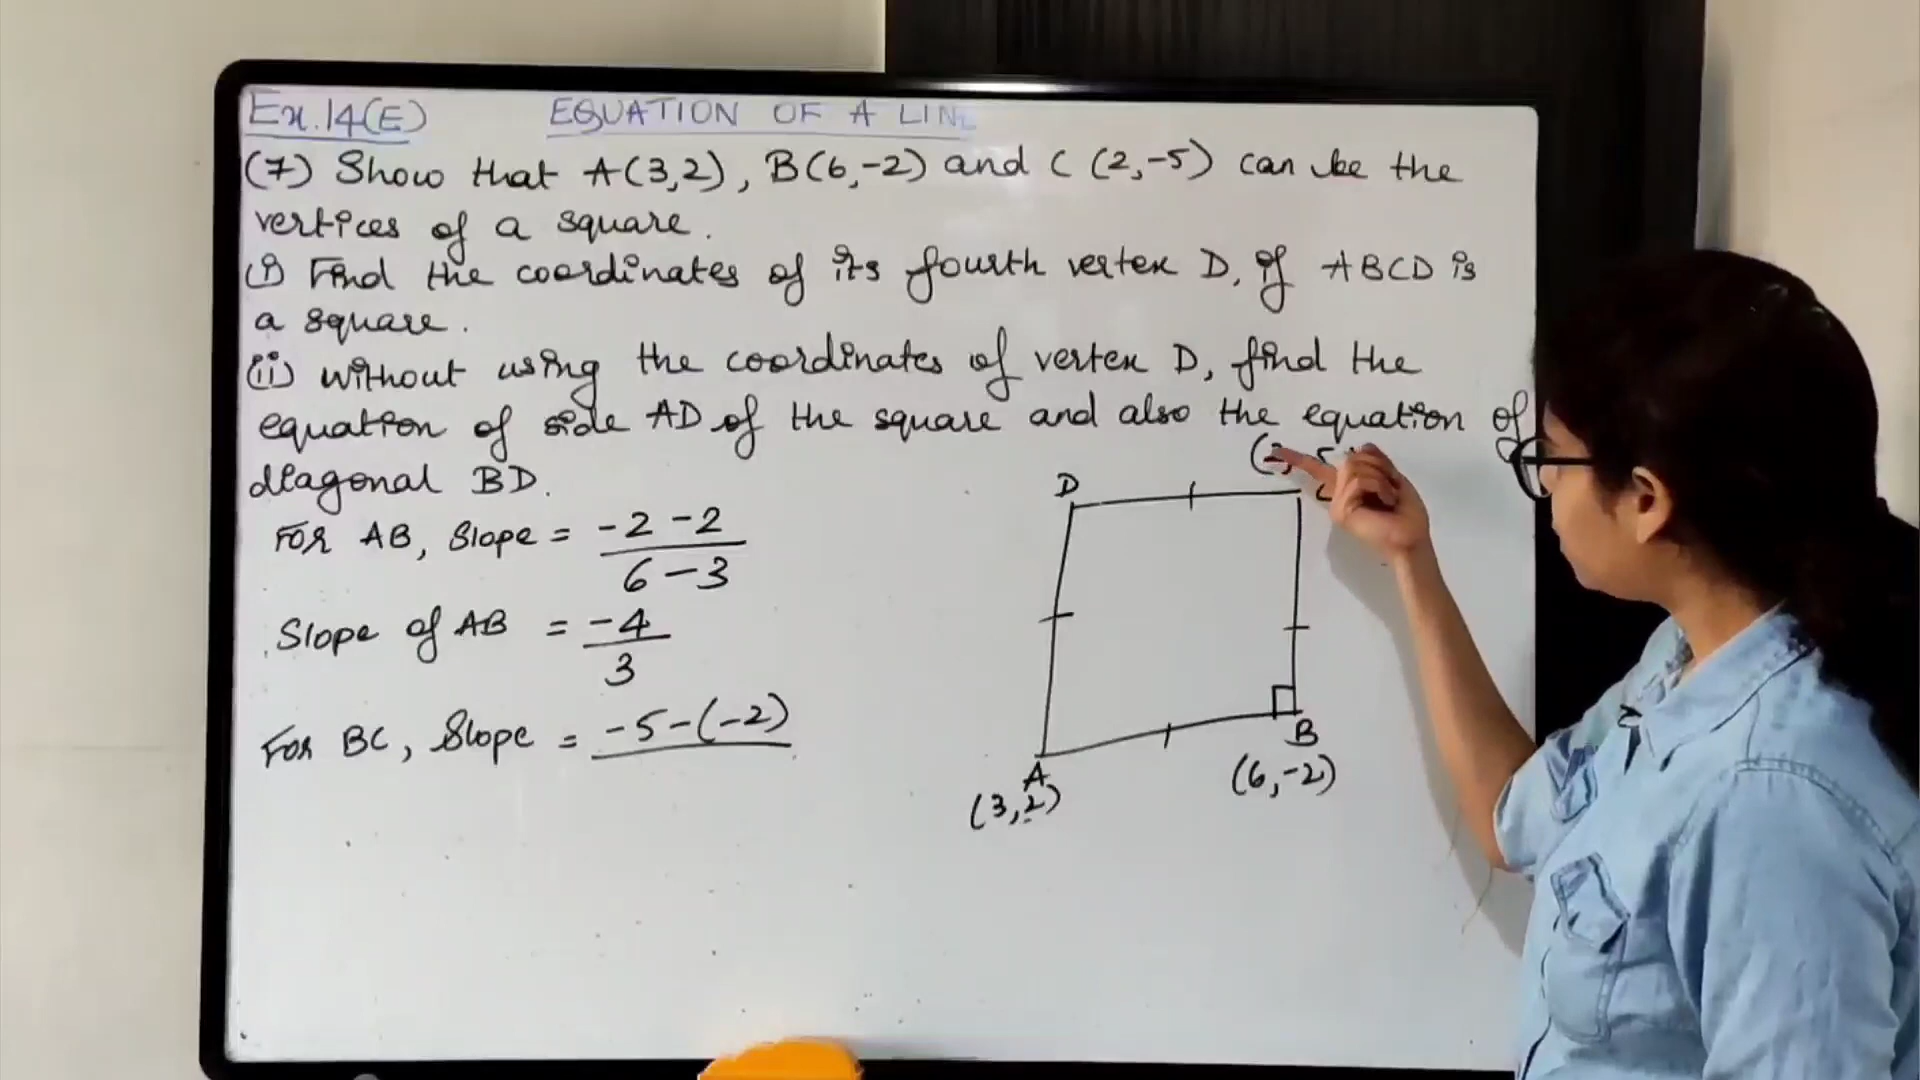 Ex.14(E) EQUATION OF A LINE
(7) Show that A(3,2), B(6,-2) and C (2,-5) can be the
vertices of a square.
(i) Find the coordinates of its fourth vertex D, if ABCD is
a square.
(ii) without using the coordinates of vertex D, find the
equation of side AD of the square and also the equation of
diagonal BD.
For AB, Slope = -2 -2 / 6-3
Slope of AB = -4 / 3
For BC, Slope = -5-(-2)
(2, -5
D
B
(6,-2)
A
(3,2)